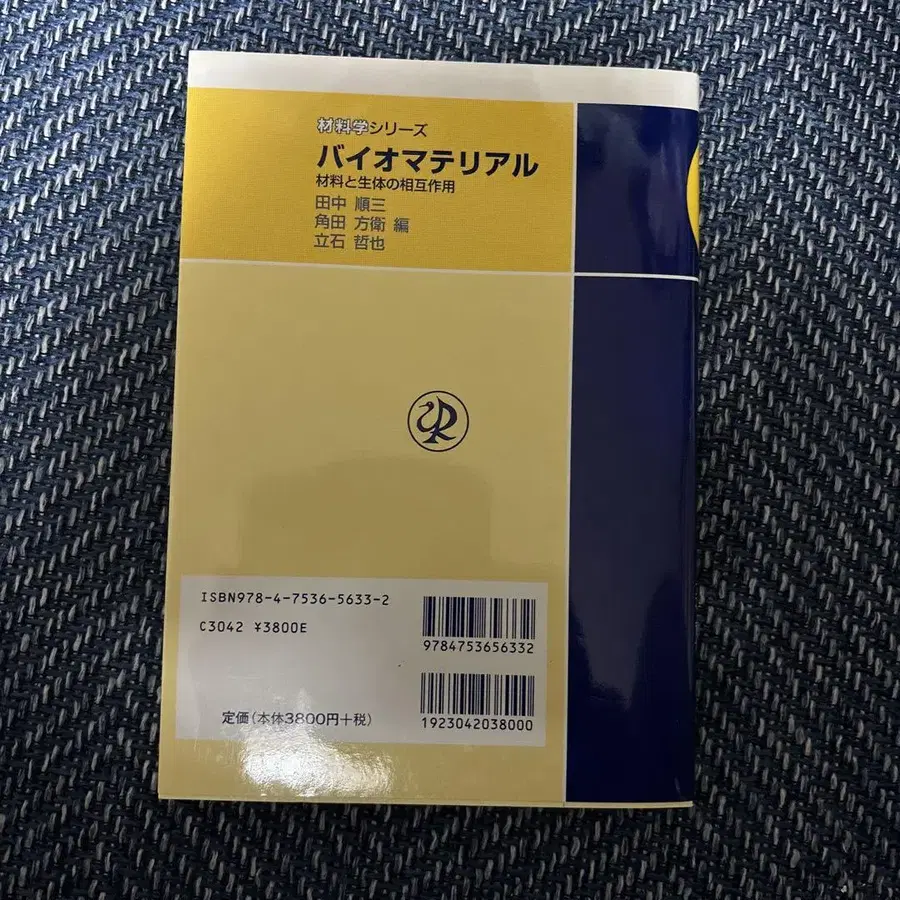 材料学シリーズ
バイオマテリアル
材料と生体の相互作用
田中 順三
角田 方衛 編
立石 哲也
ISBN978-4-7536-5633-2
C3042 ¥3800E
9784753656332
定価(本体3800円+税)
1923042038000